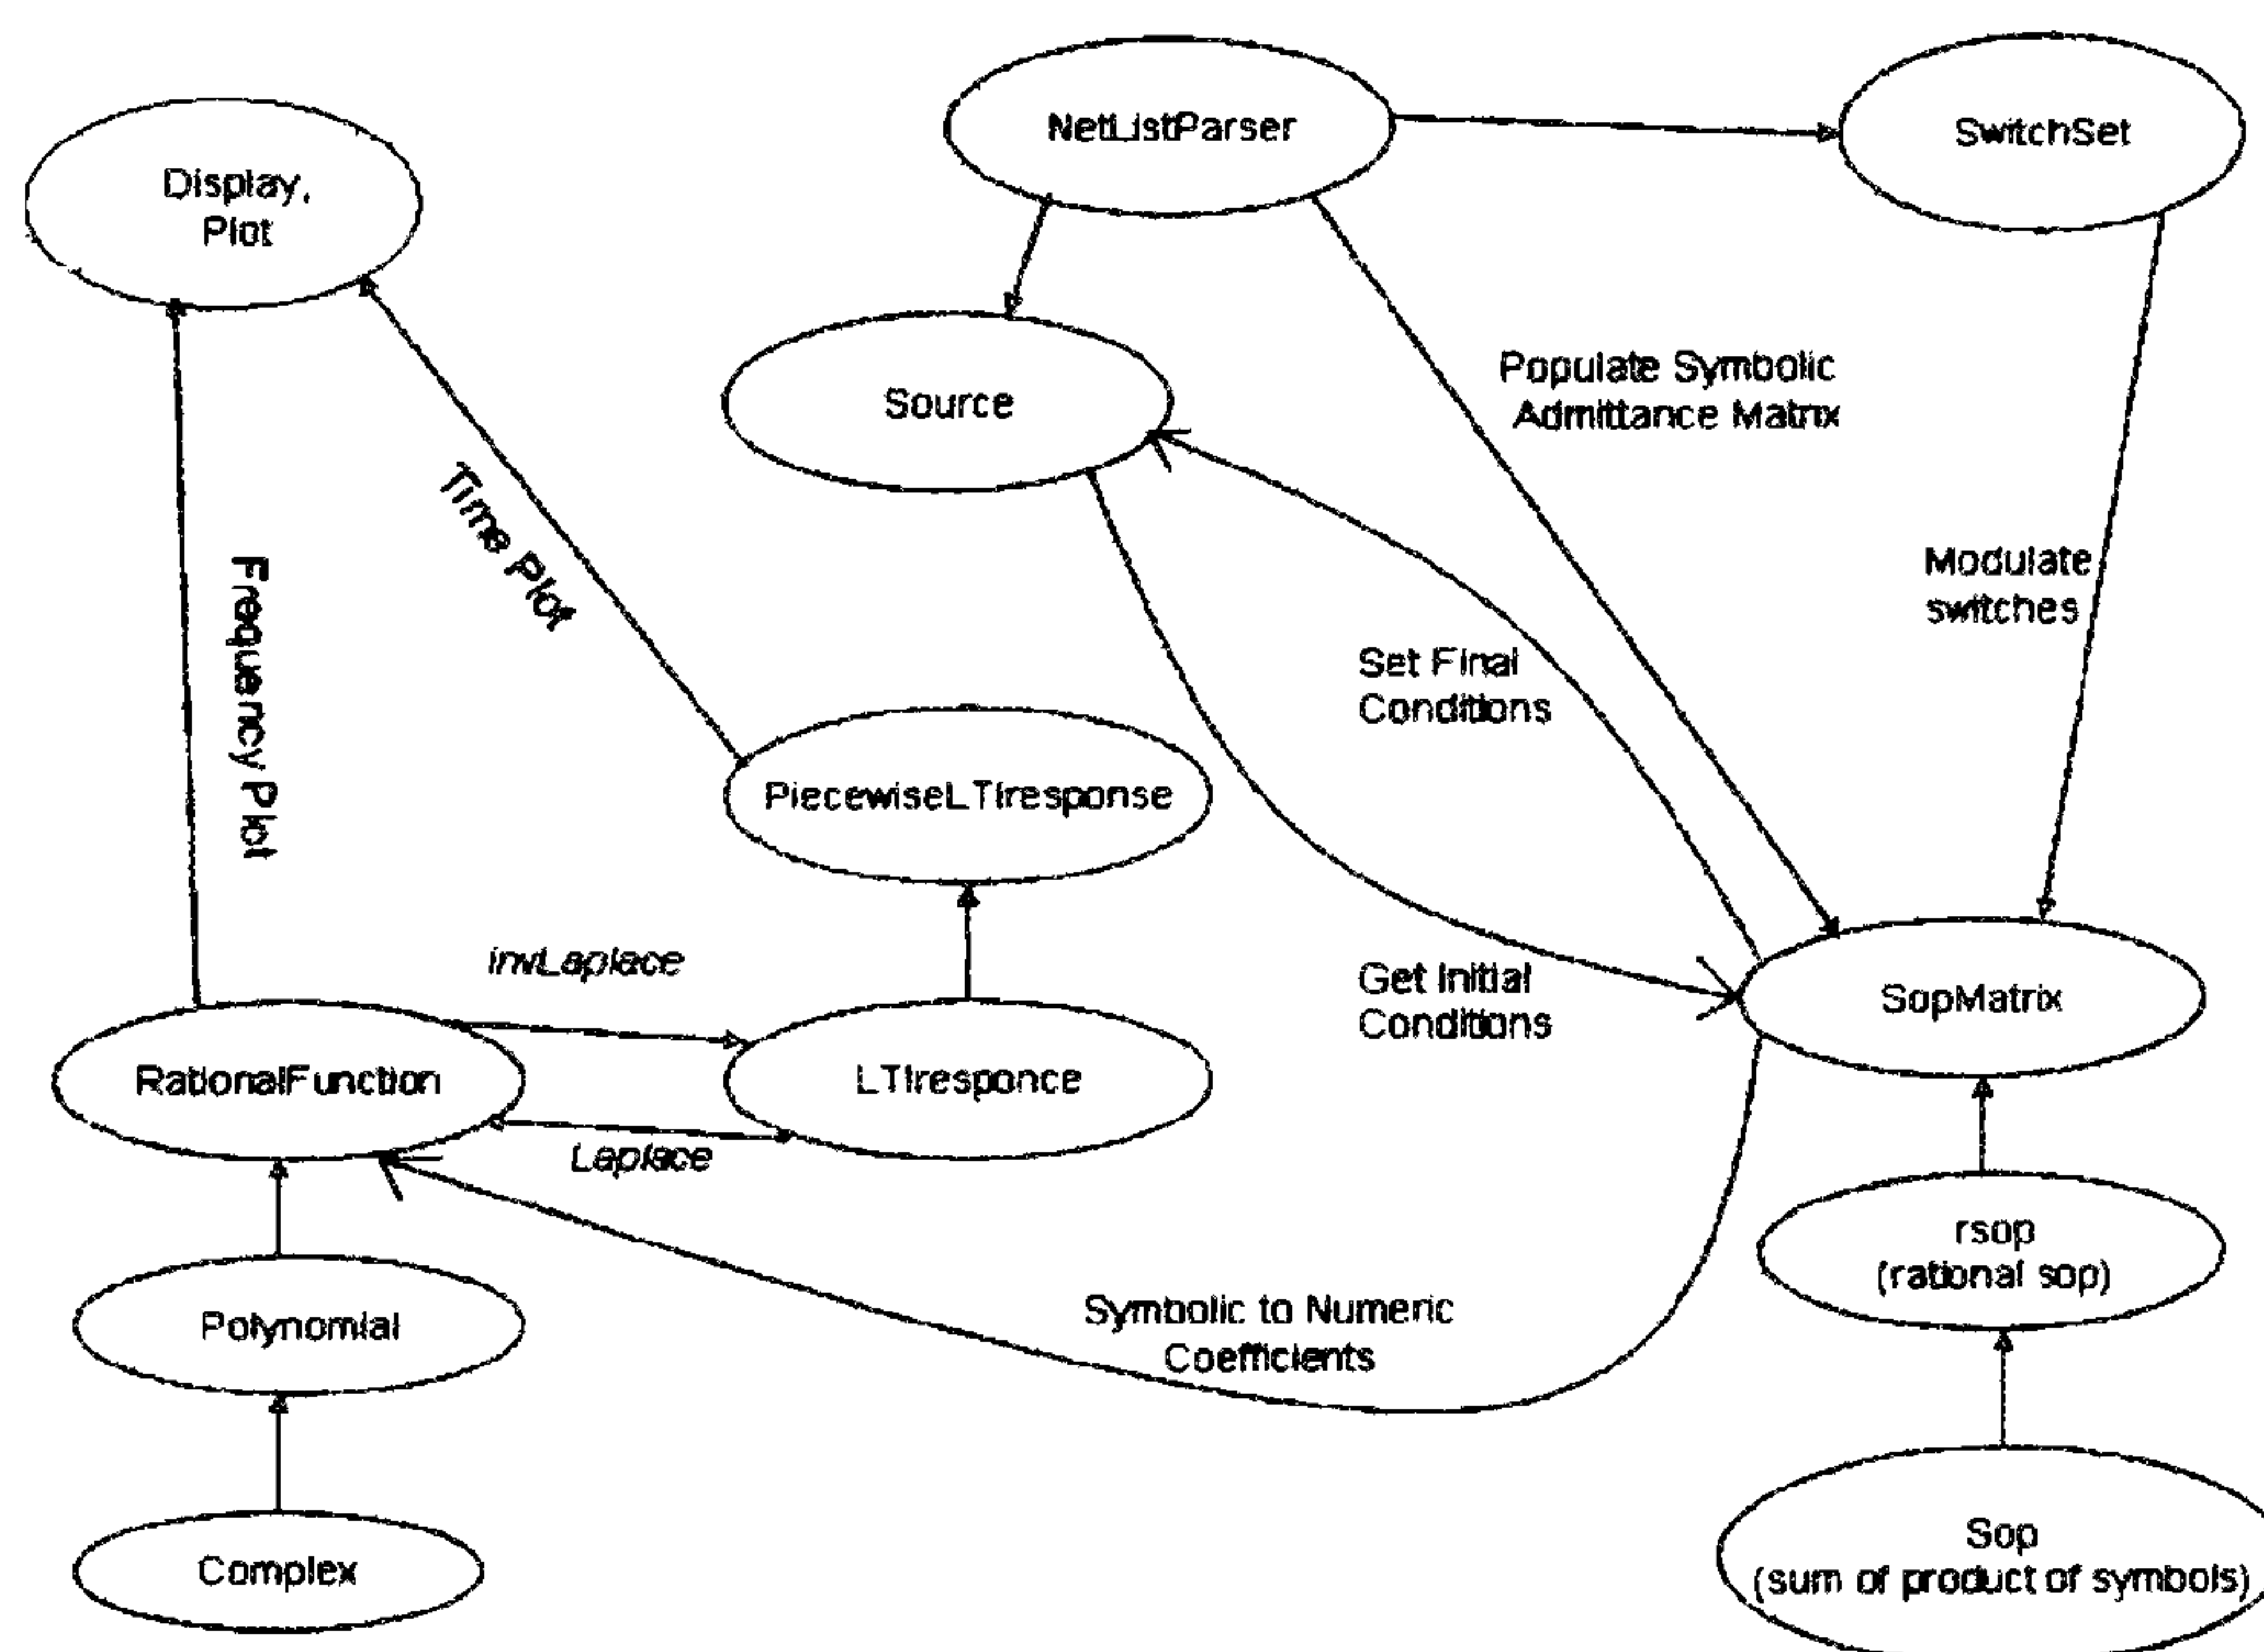 NetListParser
SwitchSet
Display,
Plot
Source
Populate Symbolic
Admittance Matrix
Time Plot
Frequency Plot
Modulate
switches
Set Final
Conditions
PiecewiseLTIresponse
invLaplace
Get Initial
Conditions
SopMatrix
RationalFunction
LTIresponce
Laplace
rsop
(rational sop)
Symbolic to Numeric
Coefficients
Polynomial
Sop
(sum of product of symbols)
Complex